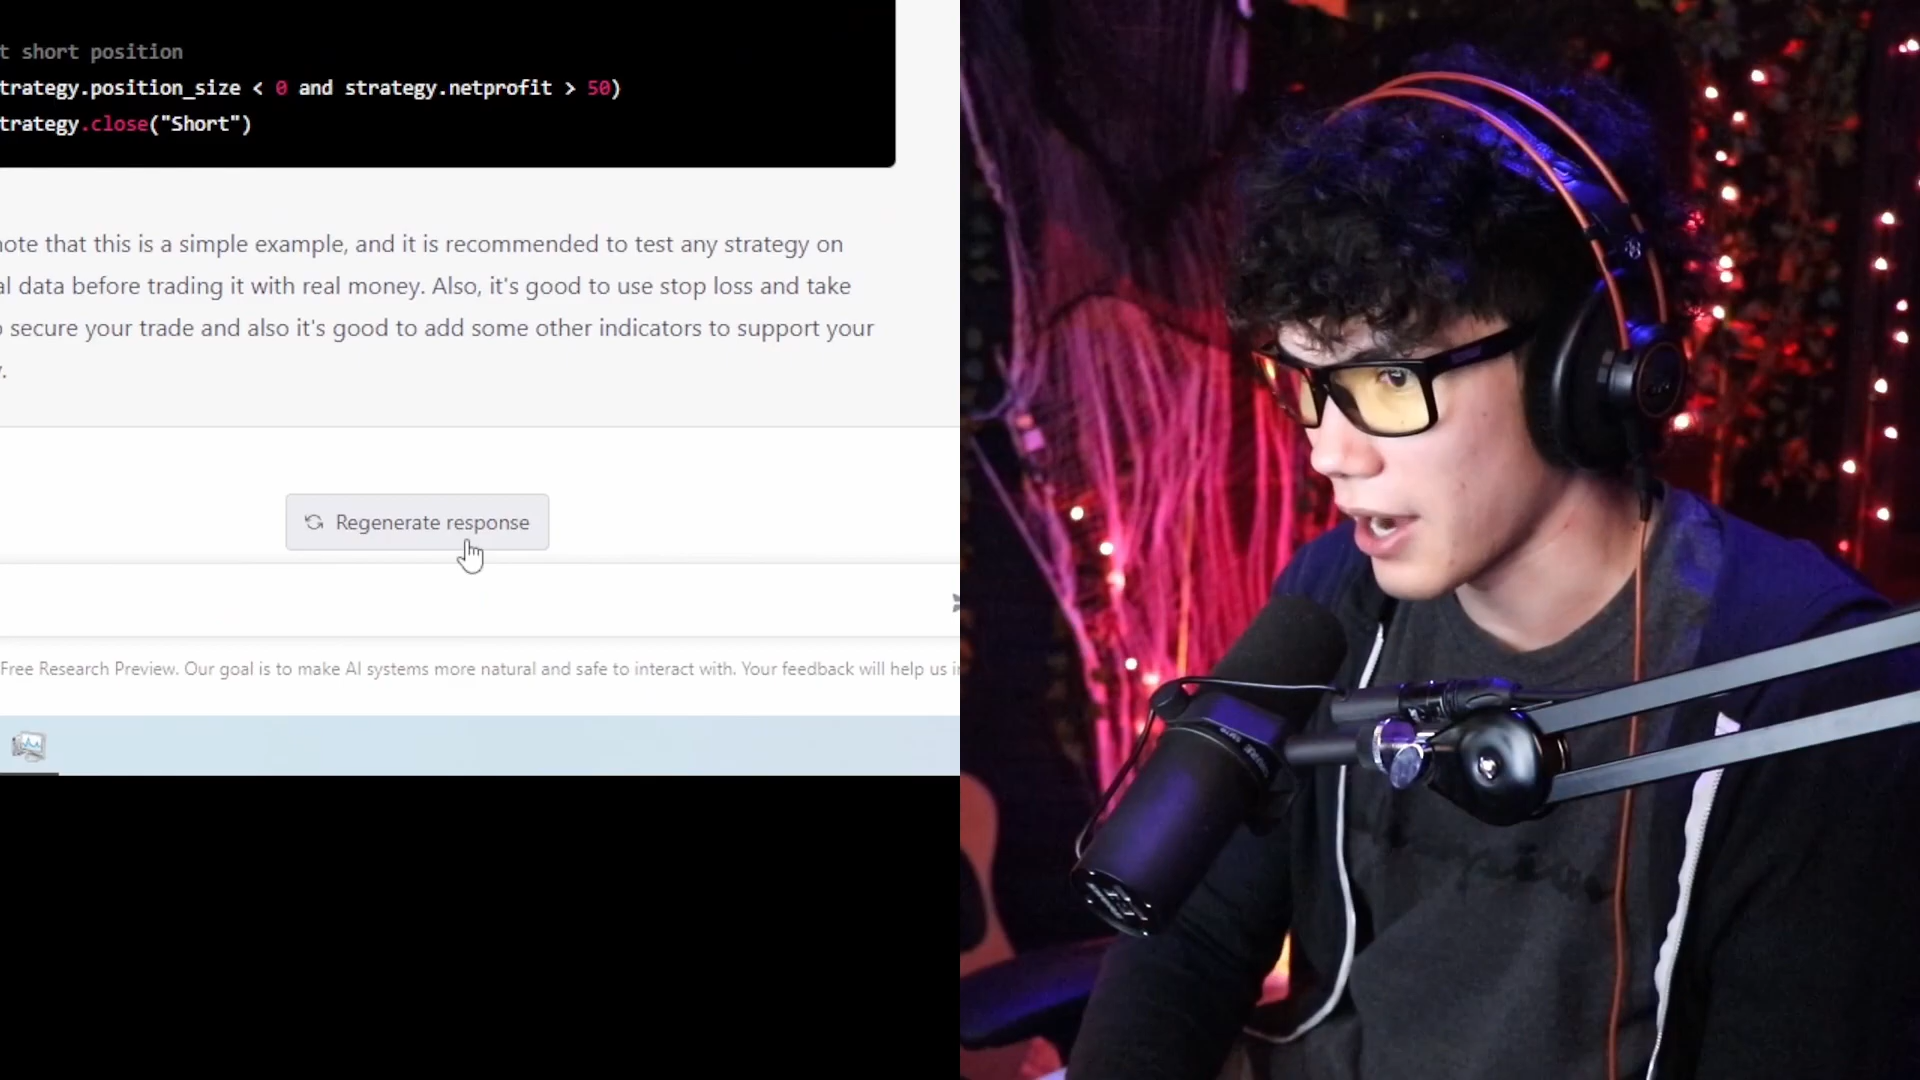 t short position
trategy.position_size < 0 and strategy.netprofit > 50)
trategy.close("Short")
note that this is a simple example, and it is recommended to test any strategy on
al data before trading it with real money. Also, it's good to use stop loss and take
o secure your trade and also it's good to add some other indicators to support your
y.
Regenerate response
Free Research Preview. Our goal is to make AI systems more natural and safe to interact with. Your feedback will help us i